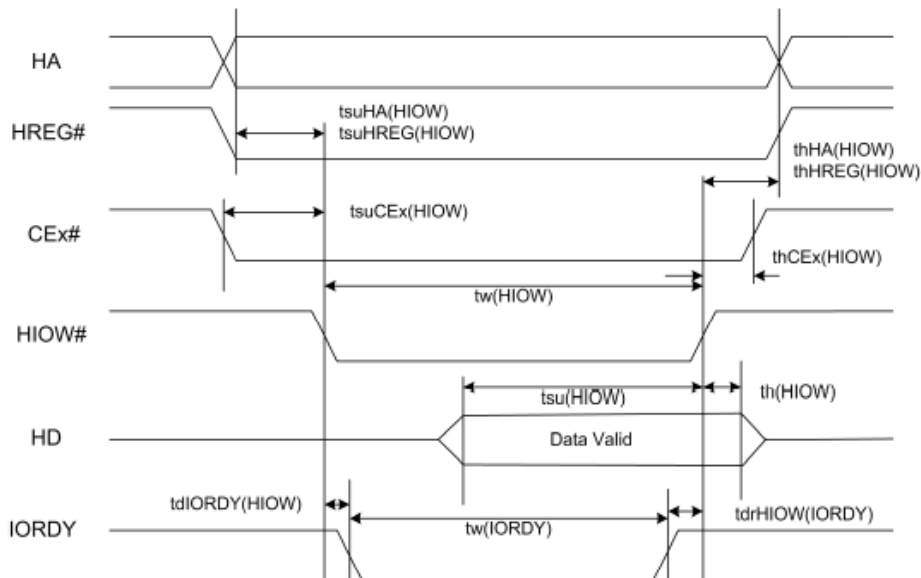 HA
tsuHA(HIOW)
HREG#
tsuHREG(HIOW)
thHA(HIOW)
thHREG(HIOW)
tsuCEx(HIOW)
CEx#
thCEx(HIOW)
tw(HIOW)
HIOW#
tsu(HIOW)
th(HIOW)
HD
Data Valid
tdIORDY(HIOW)
IORDY
tw(IORDY)
tdrHIOW(IORDY)